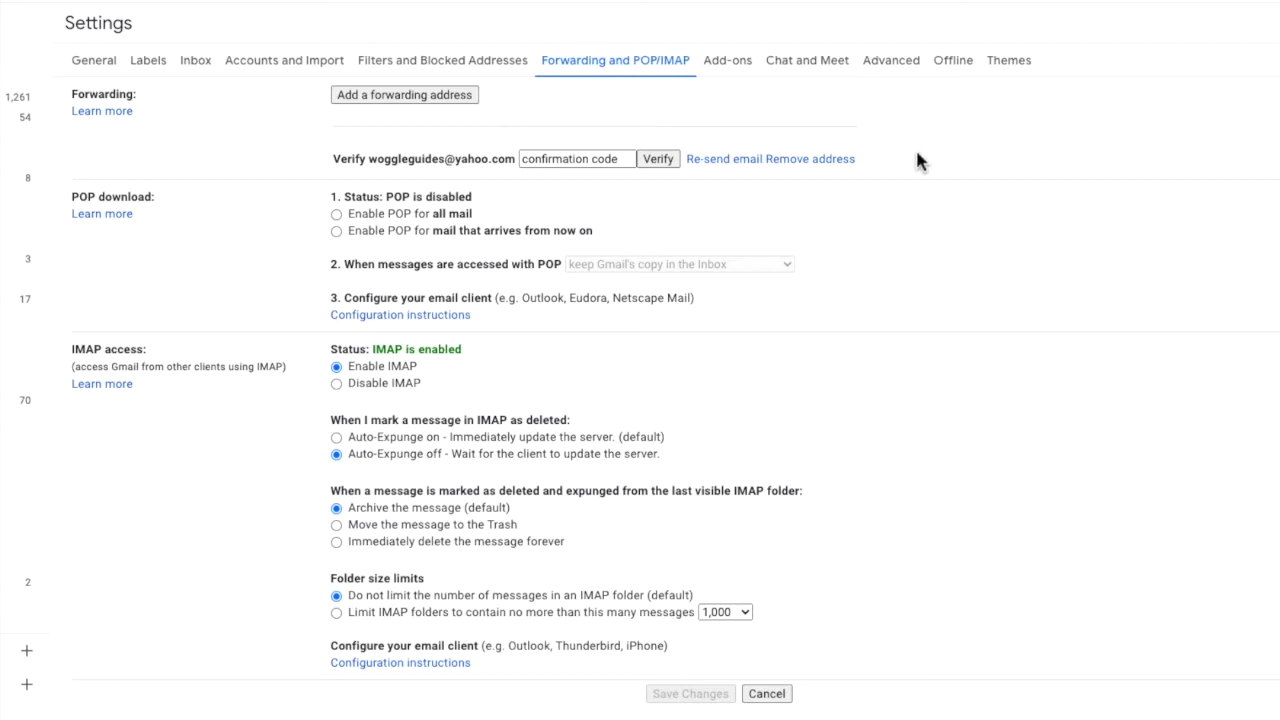 Settings
General Labels Inbox Accounts and Import Filters and Blocked Addresses Forwarding and POP/IMAP Add-ons Chat and Meet Advanced Offline Themes
1,261
54
8
3
17
70
2
Forwarding:
Learn more
Add a forwarding address
Verify woggleguides@yahoo.com confirmation code Verify Re-send email Remove address
POP download:
Learn more
1. Status: POP is disabled
Enable POP for all mail
Enable POP for mail that arrives from now on
2. When messages are accessed with POP keep Gmail's copy in the Inbox
3. Configure your email client (e.g. Outlook, Eudora, Netscape Mail)
Configuration instructions
IMAP access:
(access Gmail from other clients using IMAP)
Learn more
Status: IMAP is enabled
Enable IMAP
Disable IMAP
When I mark a message in IMAP as deleted:
Auto-Expunge on - Immediately update the server. (default)
Auto-Expunge off - Wait for the client to update the server.
When a message is marked as deleted and expunged from the last visible IMAP folder:
Archive the message (default)
Move the message to the Trash
Immediately delete the message forever
Folder size limits
Do not limit the number of messages in an IMAP folder (default)
Limit IMAP folders to contain no more than this many messages 1,000
Configure your email client (e.g. Outlook, Thunderbird, iPhone)
Configuration instructions
Save Changes Cancel